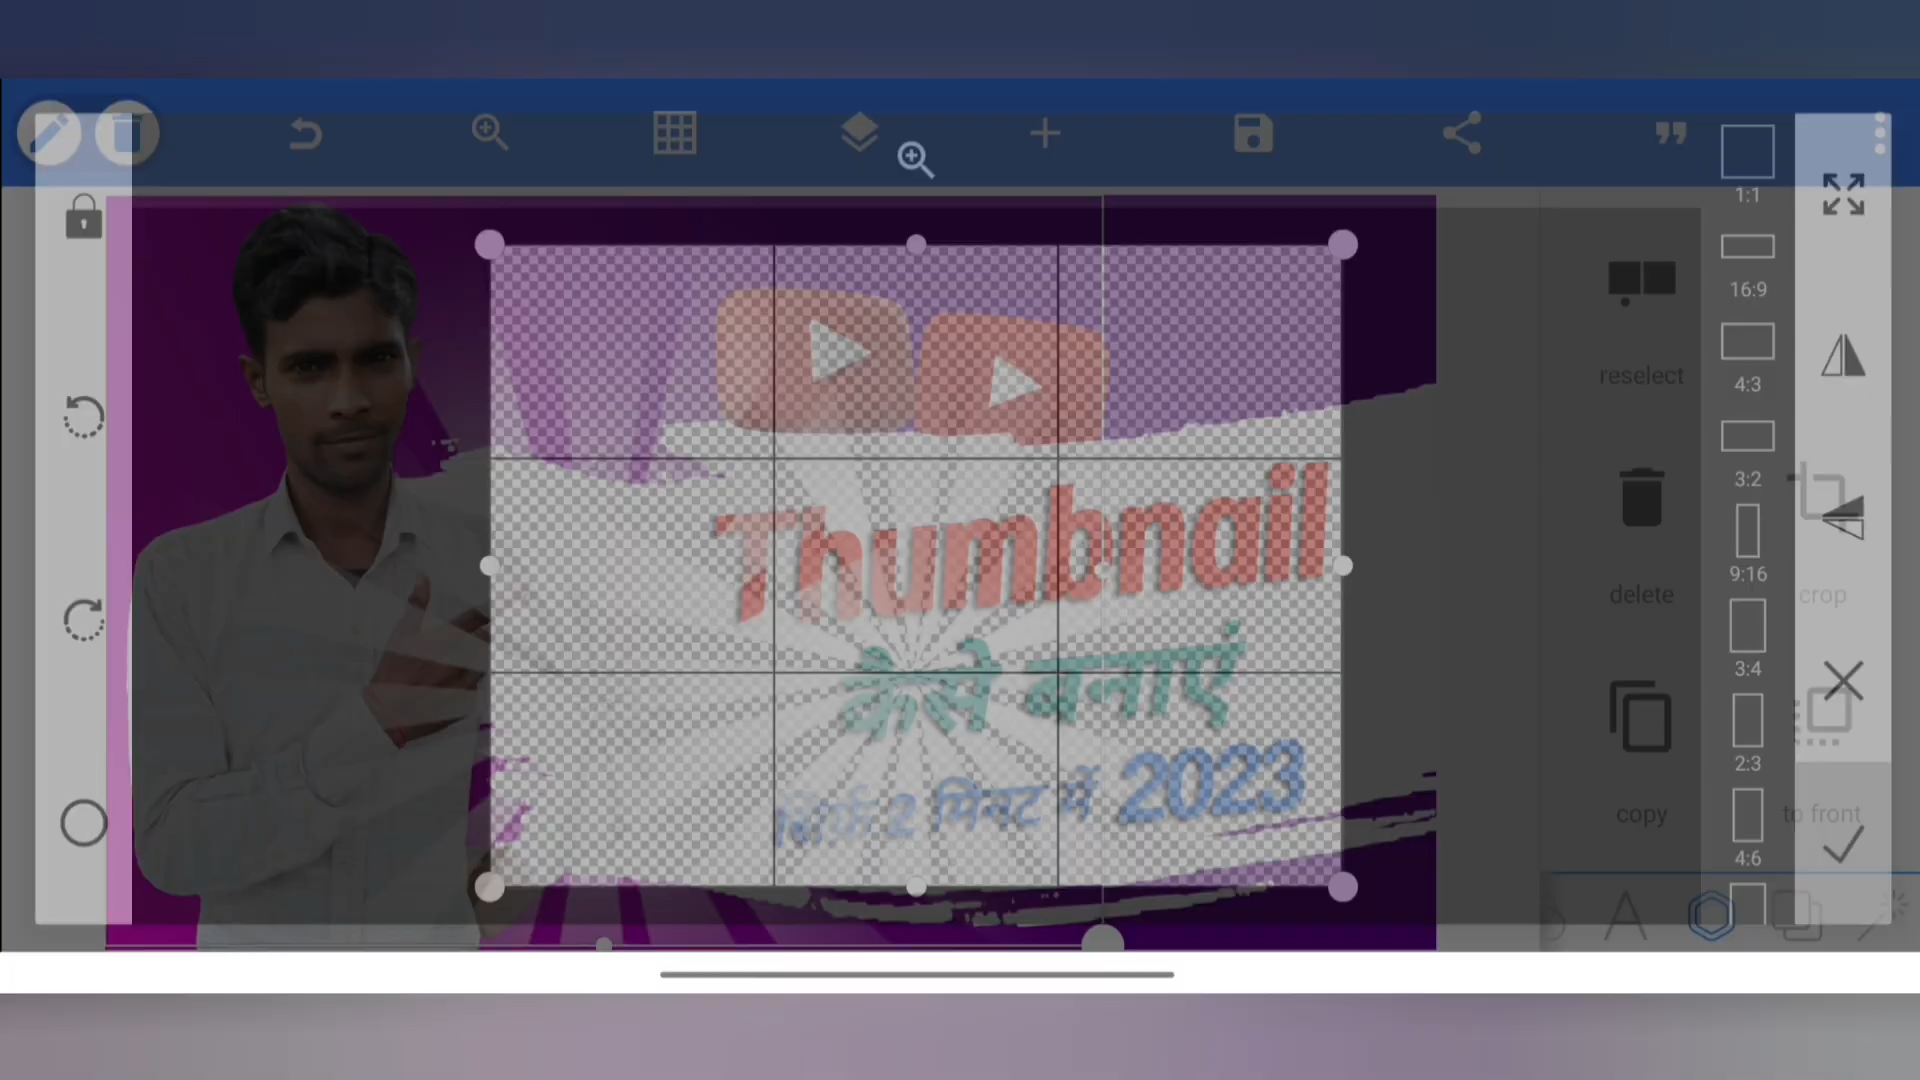 1:1
16:9
reselect
4:3
3:2
Thumbnail
9:16
delete
crop
कैसे बनाएं
3:4
2:3
सिर्फ 2 मिनट में 2023
copy
to front
4:6